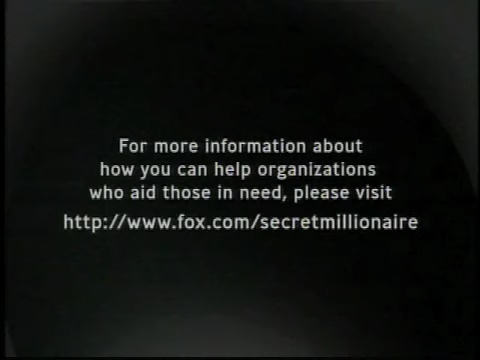 For more information about
how you can help organizations
who aid those in need, please visit
http://www.fox.com/secretmillionaire